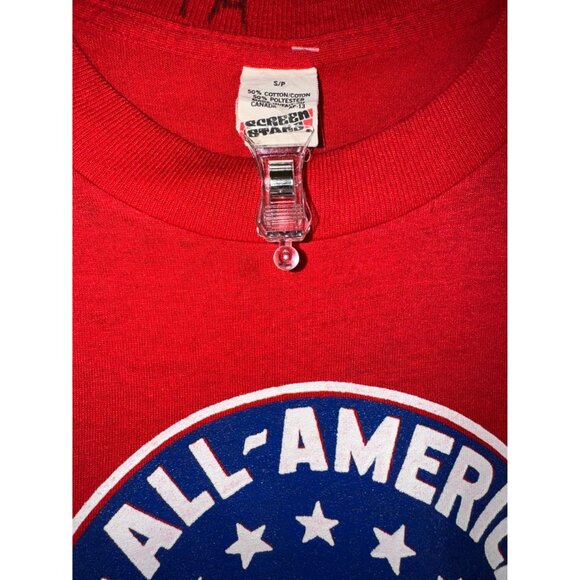 S/P
50% COTTON/COTON
50% POLYESTER
SCREEN
STARS
ALL-AMERIC